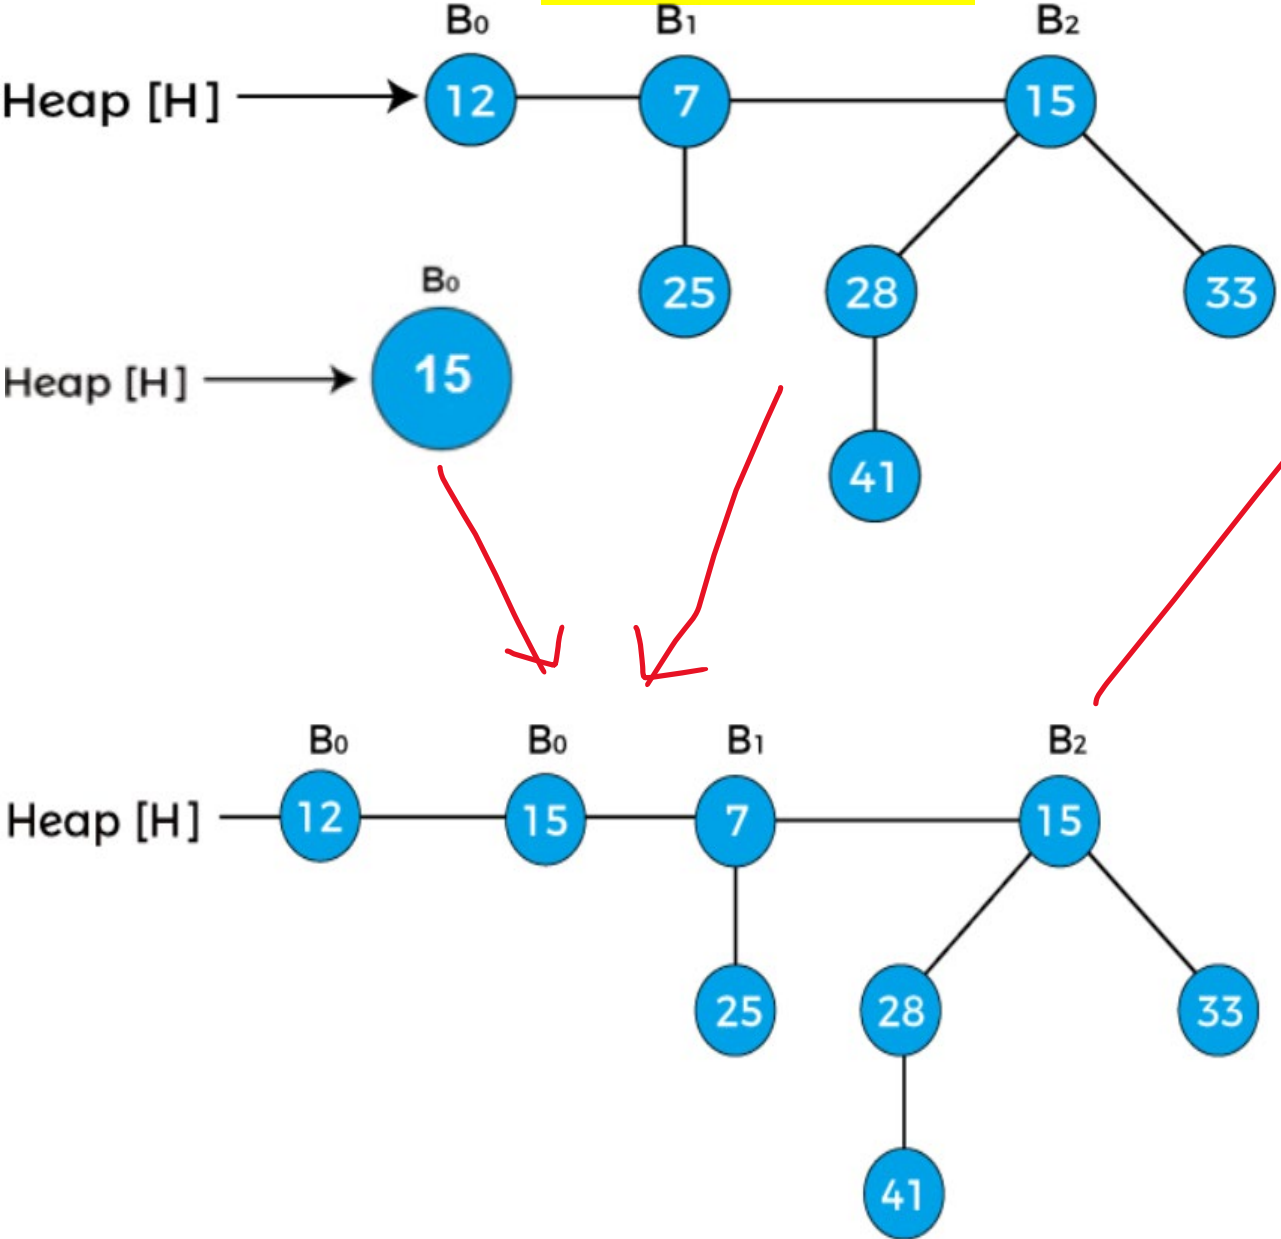 B₀ B₁ B₂
Heap [H] 12 7 15
25 28 33
B₀
Heap [H] 15
41
B₀ B₀ B₁ B₂
Heap [H] 12 15 7 15
25 28 33
41